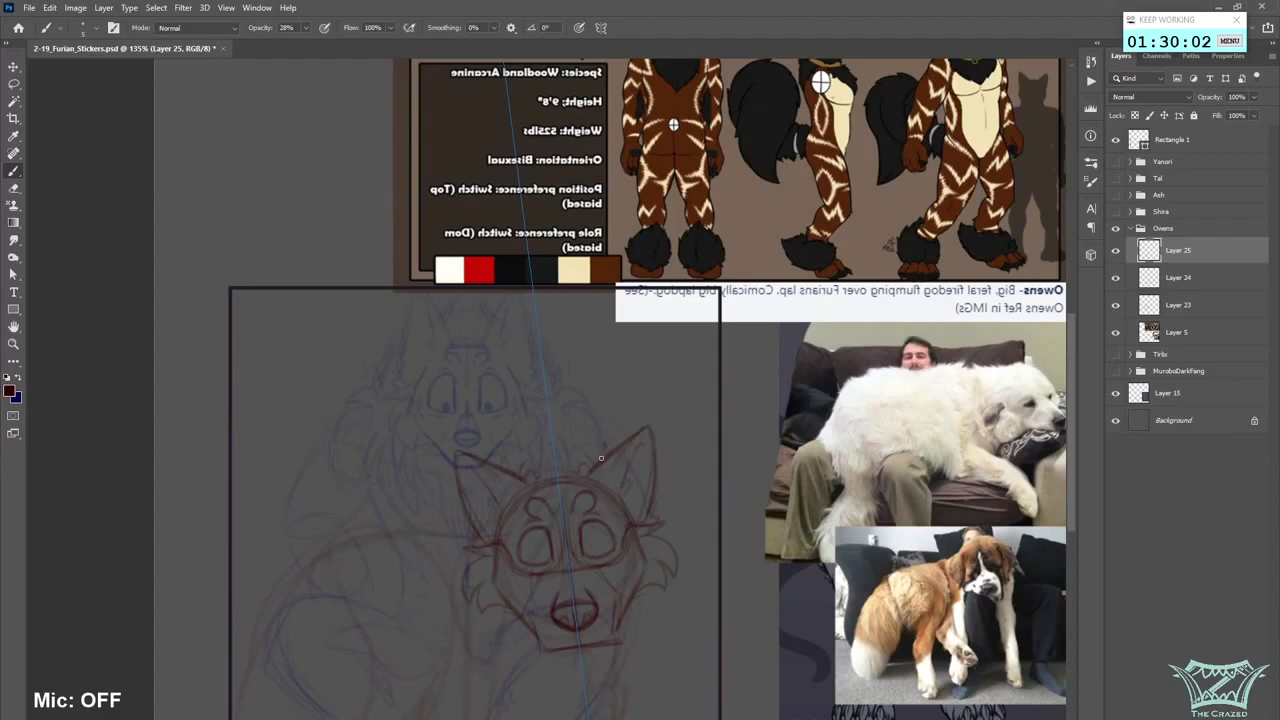 File Edit Image Layer Type Select Filter 3D View Window Help
KEEP WORKING
01:30:02 MENU
5 Mode: Normal Opacity: 28% Flow: 100% Smoothing: 0% 0°
2-19_Furian_Stickers.psd @ 135% (Layer 25, RGB/8) *
Layers Channels Paths Properties
Kind
Normal Opacity: 100%
Lock: Fill: 100%
Rectangle 1
Yanori
Tal
Ash
Shira
Owens
Layer 25
Layer 24
Layer 23
Layer 5
Tirlix
MuroboDarkFang
Layer 15
Background
Species: Woodland Arcanine
Height: 9'8"
Weight: 525lbs
Orientation: Bisexual
Position preference: Switch (Top
biased)
Role preference: Switch (Dom
biased)
Owens- Big, feral firedog flumping over Furians lap. Comically big lapdog.-(See
Owens Ref in IMGs)
Mic: OFF
THE CRAZED